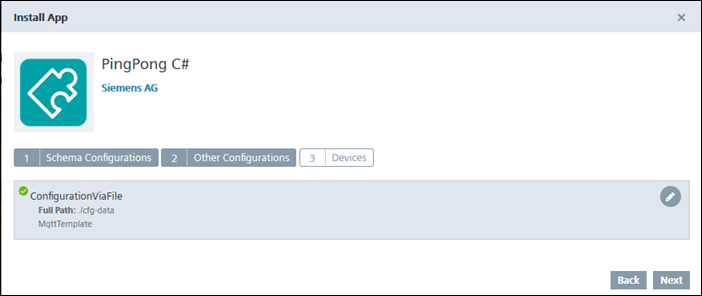 Install App
PingPong C#
Siemens AG
1 Schema Configurations 2 Other Configurations 3 Devices
ConfigurationViaFile
Full Path: ./cfg-data
MqttTemplate
Back Next